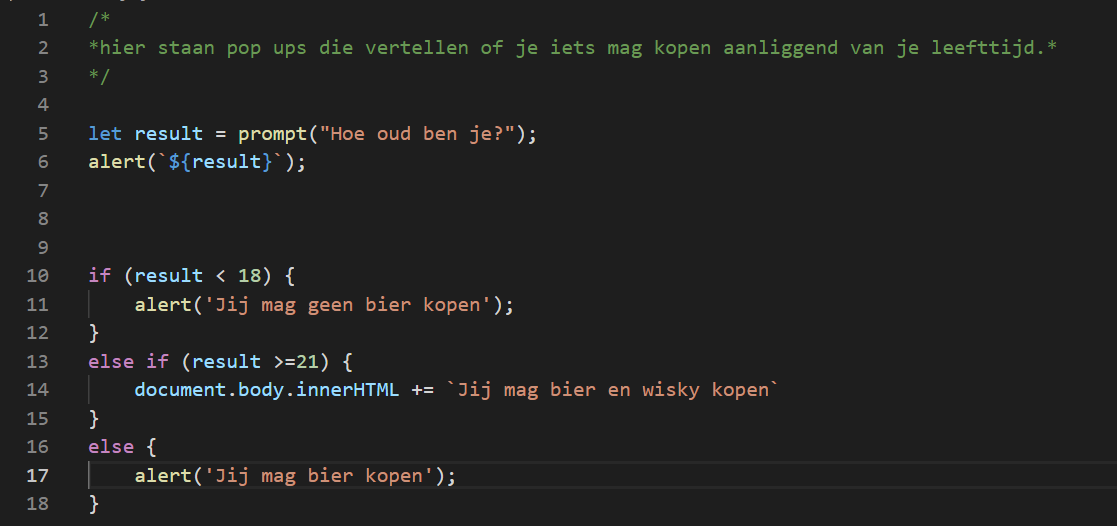 1 /*
2 *hier staan pop ups die vertellen of je iets mag kopen aanliggend van je leefttijd.*
3 */
4
5 let result = prompt("Hoe oud ben je?");
6 alert(`${result}`);
7
8
9
10 if (result < 18) {
11 alert('Jij mag geen bier kopen');
12 }
13 else if (result >=21) {
14 document.body.innerHTML += `Jij mag bier en wisky kopen`
15 }
16 else {
17 alert('Jij mag bier kopen');
18 }